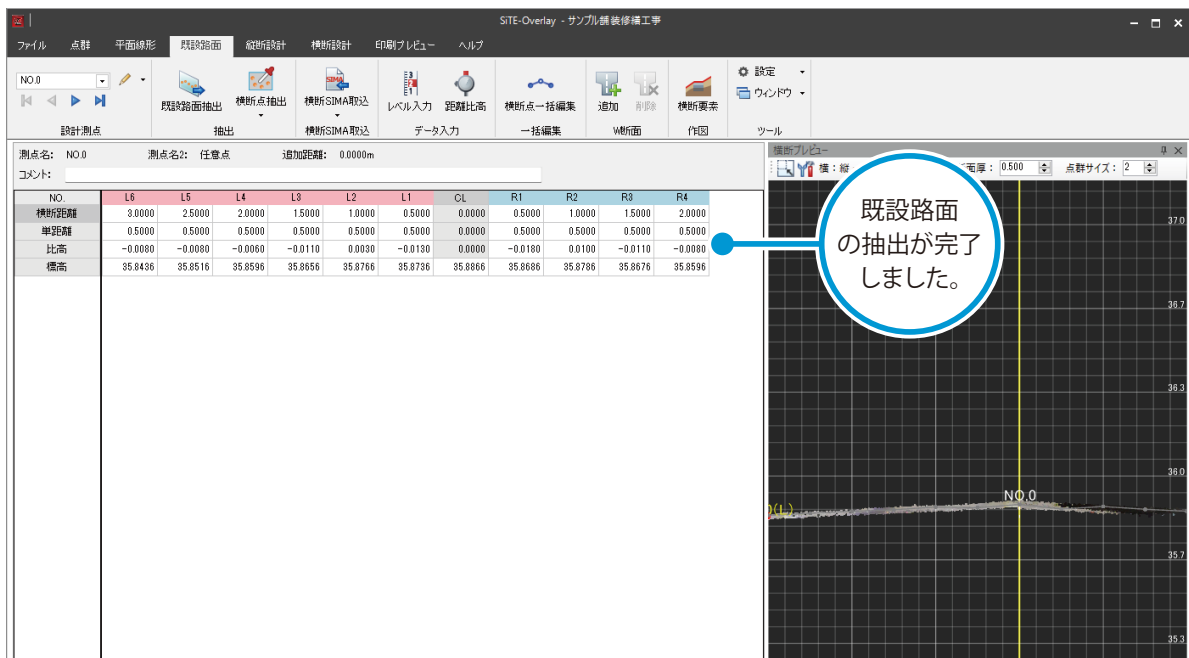 SiTE-Overlay - サンプル舗装修繕工事
ファイル 点群 平面線形 既設路面 縦断設計 横断設計 印刷プレビュー ヘルプ
NO.0
既設路面抽出 横断点抽出 横断SIMA取込 レベル入力 距離比高 横断点一括編集 追加 削除 横断要素
設定
ウィンドウ
設計測点 抽出 横断SIMA取込 データ入力 一括編集 W断面 作図 ツール
測点名: NO.0 測点名2: 任意点 追加距離: 0.0000m
コメント:
NO. L6 L5 L4 L3 L2 L1 CL R1 R2 R3 R4
横断距離 3.0000 2.5000 2.0000 1.5000 1.0000 0.5000 0.0000 0.5000 1.0000 1.5000 2.0000
単距離 0.5000 0.5000 0.5000 0.5000 0.5000 0.5000 0.0000 0.5000 0.5000 0.5000 0.5000
比高 -0.0080 -0.0080 -0.0060 -0.0110 0.0030 -0.0130 0.0000 -0.0180 0.0100 -0.0110 -0.0080
標高 35.8436 35.8516 35.8596 35.8656 35.8766 35.8736 35.8866 35.8686 35.8786 35.8676 35.8596
横断プレビュー
横：縦 面厚： 0.500 点群サイズ： 2
既設路面
の抽出が完了
しました。
37.0
36.7
36.3
36.0
NO.0
(L)
35.7
35.3